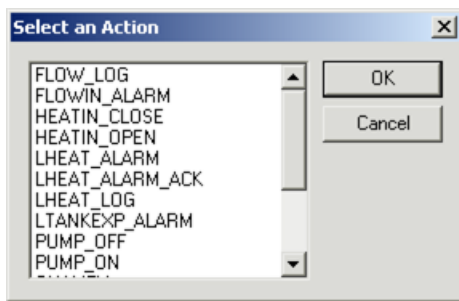 Select an Action
FLOW_LOG
FLOWIN_ALARM
HEATIN_CLOSE
HEATIN_OPEN
LHEAT_ALARM
LHEAT_ALARM_ACK
LHEAT_LOG
LTANKEXP_ALARM
PUMP_OFF
PUMP_ON
OK
Cancel